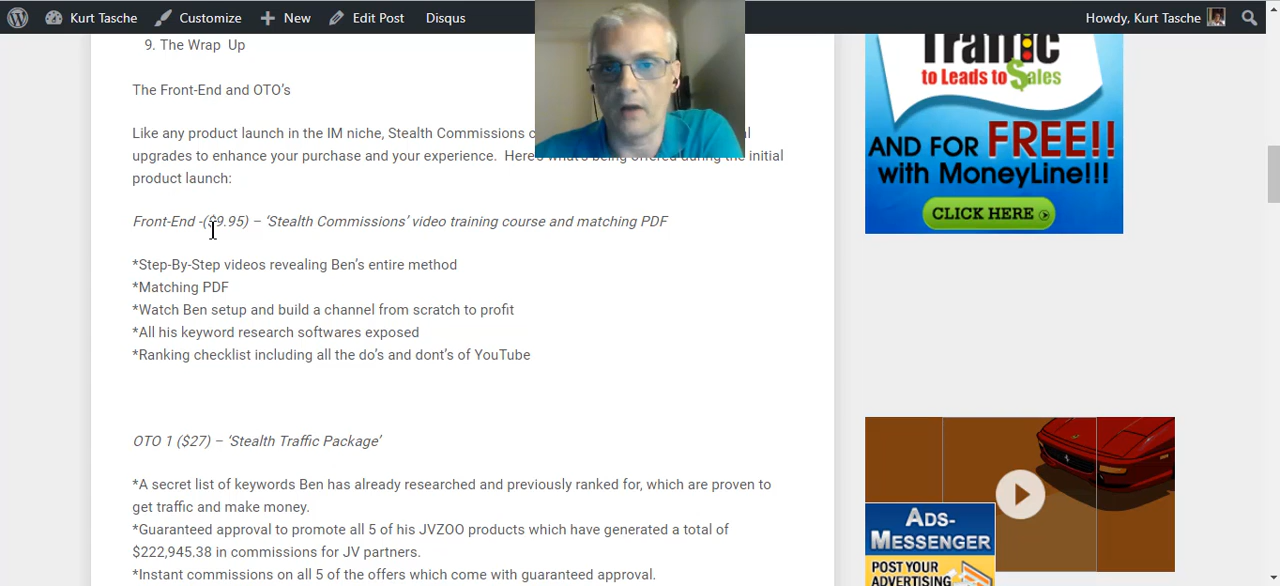 Kurt Tasche
Customize
New
Edit Post
Disqus
Howdy, Kurt Tasche
9. The Wrap Up
The Front-End and OTO's
Like any product launch in the IM niche, Stealth Commissions
upgrades to enhance your purchase and your experience. Here's what's being offered during the initial
product launch:
Front-End -($9.95) – ‘Stealth Commissions’ video training course and matching PDF
*Step-By-Step videos revealing Ben's entire method
*Matching PDF
*Watch Ben setup and build a channel from scratch to profit
*All his keyword research softwares exposed
*Ranking checklist including all the do's and dont's of YouTube
OTO 1 ($27) – ‘Stealth Traffic Package’
*A secret list of keywords Ben has already researched and previously ranked for, which are proven to
get traffic and make money.
*Guaranteed approval to promote all 5 of his JVZOO products which have generated a total of
$222,945.38 in commissions for JV partners.
*Instant commissions on all 5 of the offers which come with guaranteed approval.
Traffic
to Leads to Sales
AND FOR FREE!!
with MoneyLine!!!
CLICK HERE
ADS-
MESSENGER
POST YOUR
ADVERTISING